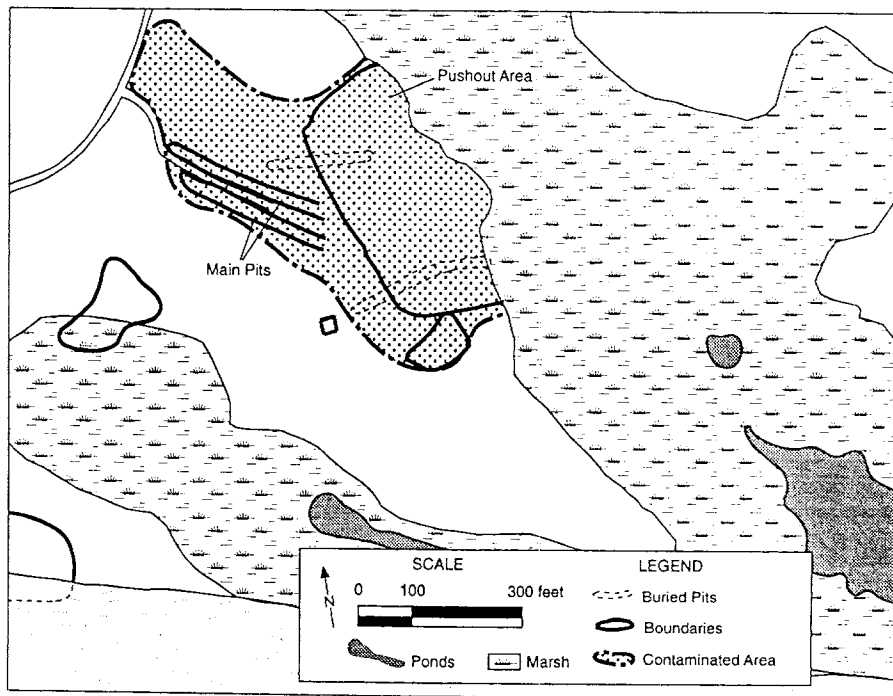 Pushout Area
Main Pits
SCALE
0 100 300 feet
N
Ponds
Marsh
LEGEND
Buried Pits
Boundaries
Contaminated Area